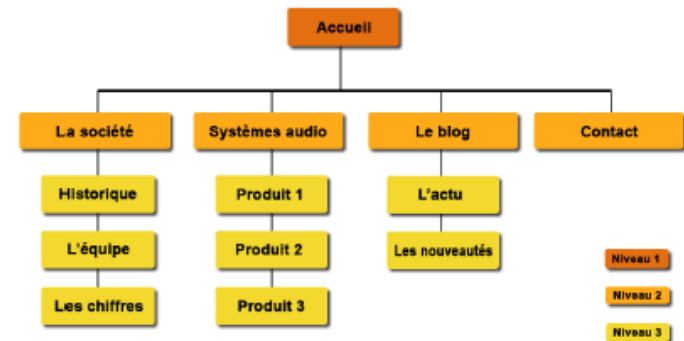 Accueil
La société
Systèmes audio
Le blog
Contact
Historique
Produit 1
L'actu
L'équipe
Produit 2
Les nouveautés
Niveau 1
Niveau 2
Les chiffres
Produit 3
Niveau 3